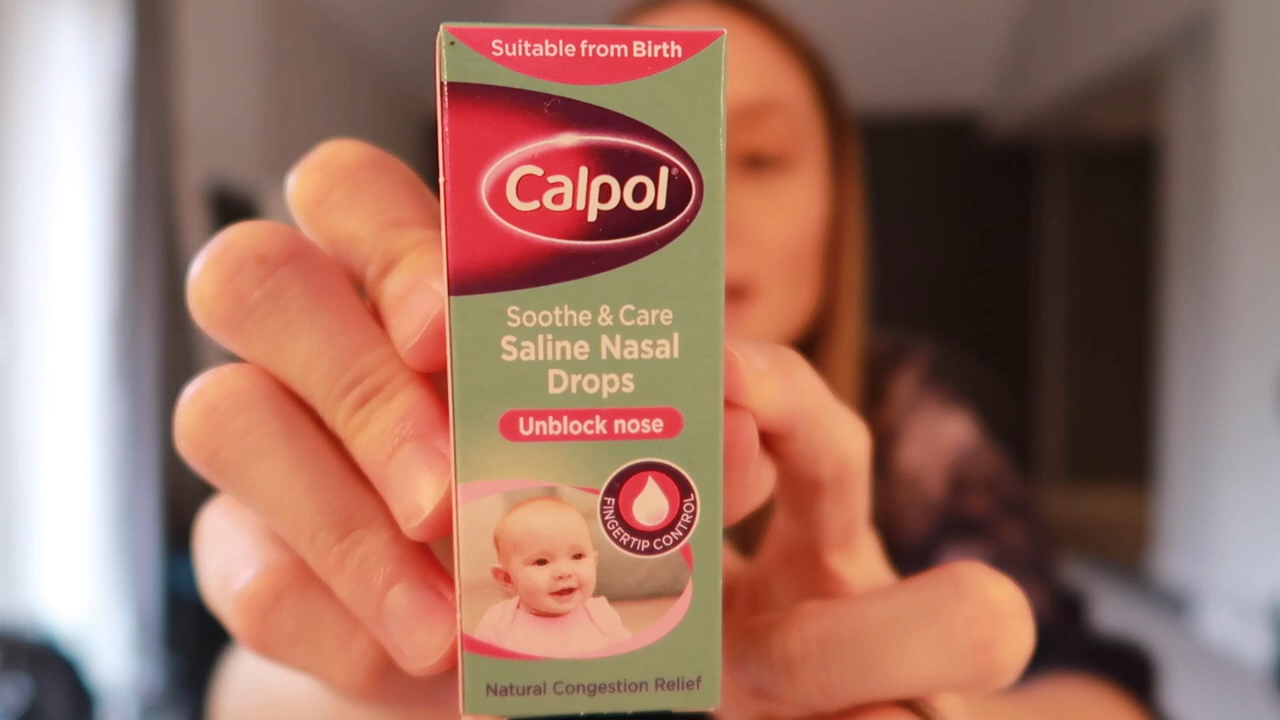 Suitable from Birth
Calpol®
Soothe & Care
Saline Nasal
Drops
Unblock nose
FINGERTIP CONTROL
Natural Congestion Relief